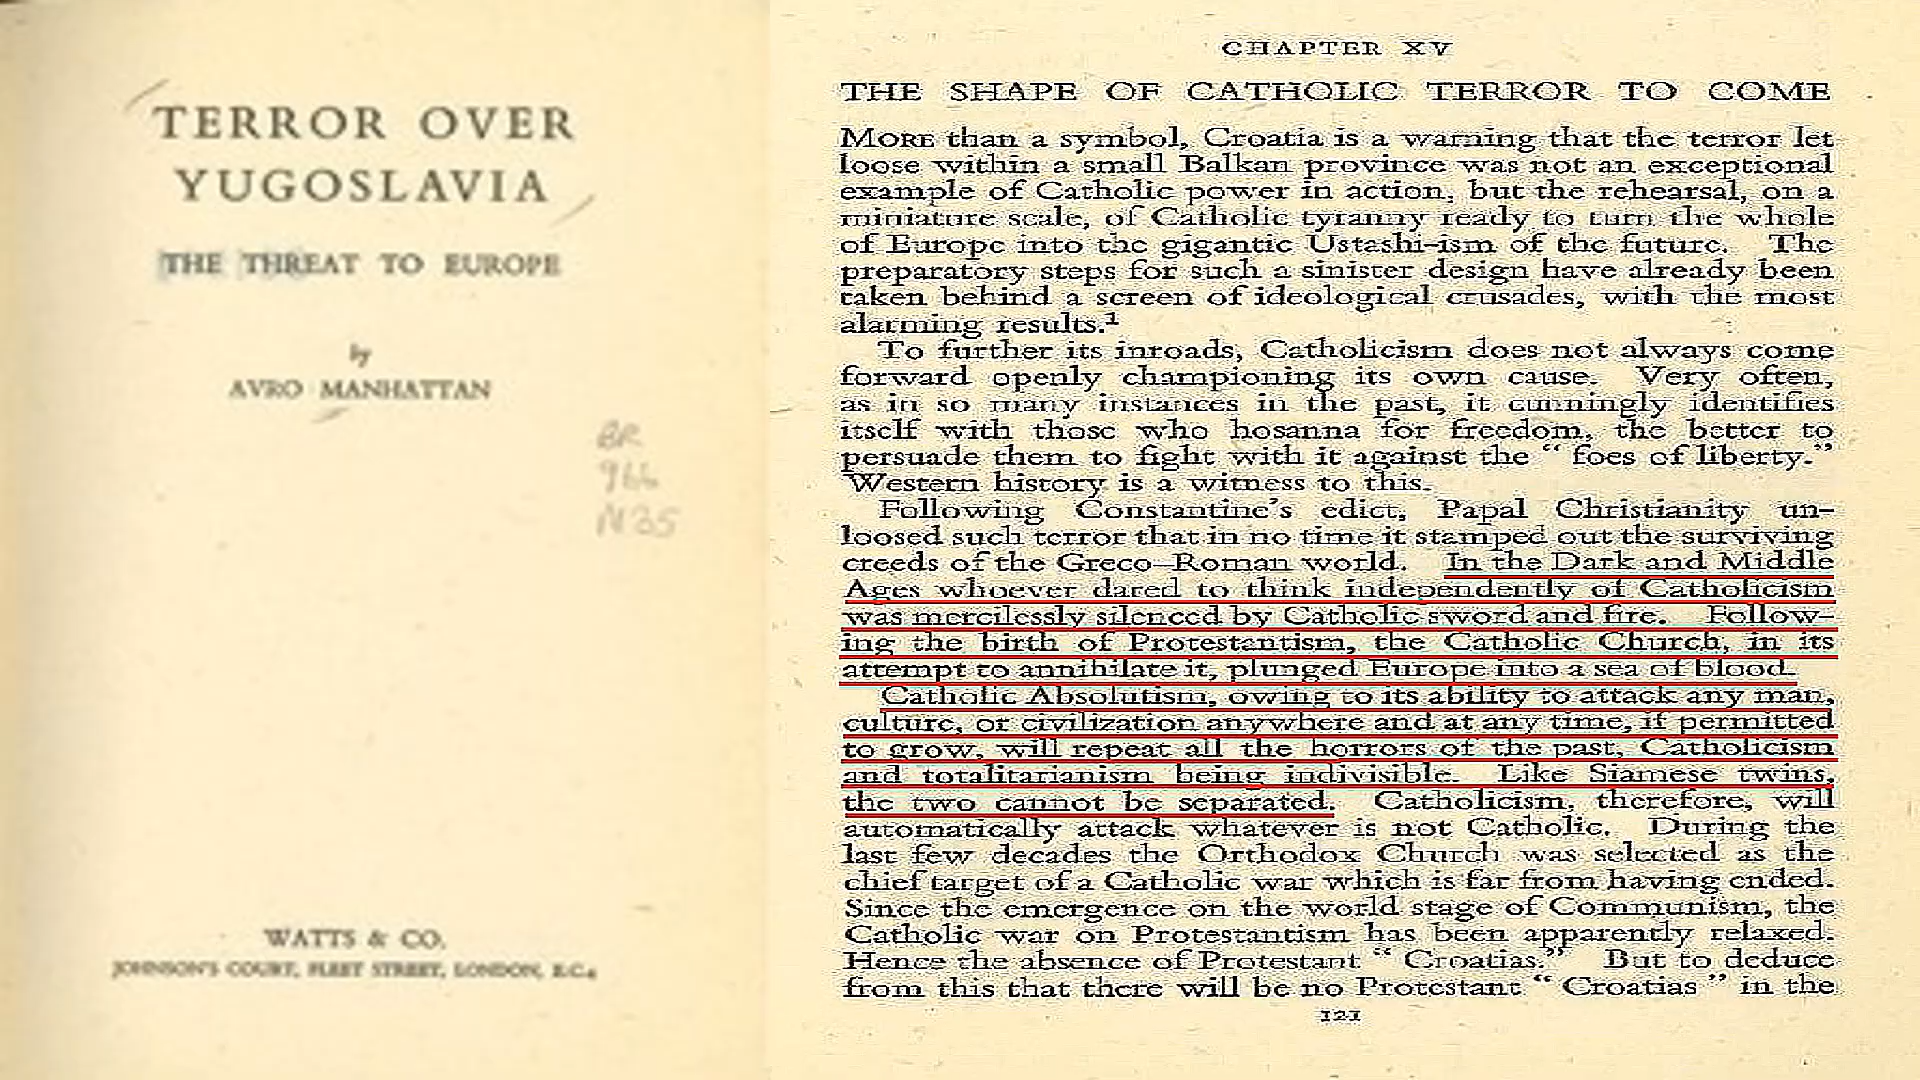 TERROR OVER
YUGOSLAVIA
THE THREAT TO EUROPE
by
AVRO MANHATTAN
BR
966
M35
WATTS & CO.
JOHNSON'S COURT, FLEET STREET, LONDON, E.C.4
CHAPTER XV
THE SHAPE OF CATHOLIC TERROR TO COME
MORE than a symbol, Croatia is a warning that the terror let
loose within a small Balkan province was not an exceptional
example of Catholic power in action, but the rehearsal, on a
miniature scale, of Catholic tyranny ready to turn the whole
of Europe into the gigantic Ustashi-ism of the future. The
preparatory steps for such a sinister design have already been
taken behind a screen of ideological crusades, with the most
alarming results.¹
To further its inroads, Catholicism does not always come
forward openly championing its own cause. Very often,
as in so many instances in the past, it cunningly identifies
itself with those who hosanna for freedom, the better to
persuade them to fight with it against the " foes of liberty."
Western history is a witness to this.
Following Constantine's edict, Papal Christianity un-
loosed such terror that in no time it stamped out the surviving
creeds of the Greco-Roman world. In the Dark and Middle
Ages whoever dared to think independently of Catholicism
was mercilessly silenced by Catholic sword and fire. Follow-
ing the birth of Protestantism, the Catholic Church, in its
attempt to annihilate it, plunged Europe into a sea of blood.
Catholic Absolutism, owing to its ability to attack any man,
culture, or civilization anywhere and at any time, if permitted
to grow, will repeat all the horrors of the past, Catholicism
and totalitarianism being indivisible. Like Siamese twins,
the two cannot be separated. Catholicism, therefore, will
automatically attack whatever is not Catholic. During the
last few decades the Orthodox Church was selected as the
chief target of a Catholic war which is far from having ended.
Since the emergence on the world stage of Communism, the
Catholic war on Protestantism has been apparently relaxed.
Hence the absence of Protestant " Croatias." But to deduce
from this that there will be no Protestant " Croatias " in the
121